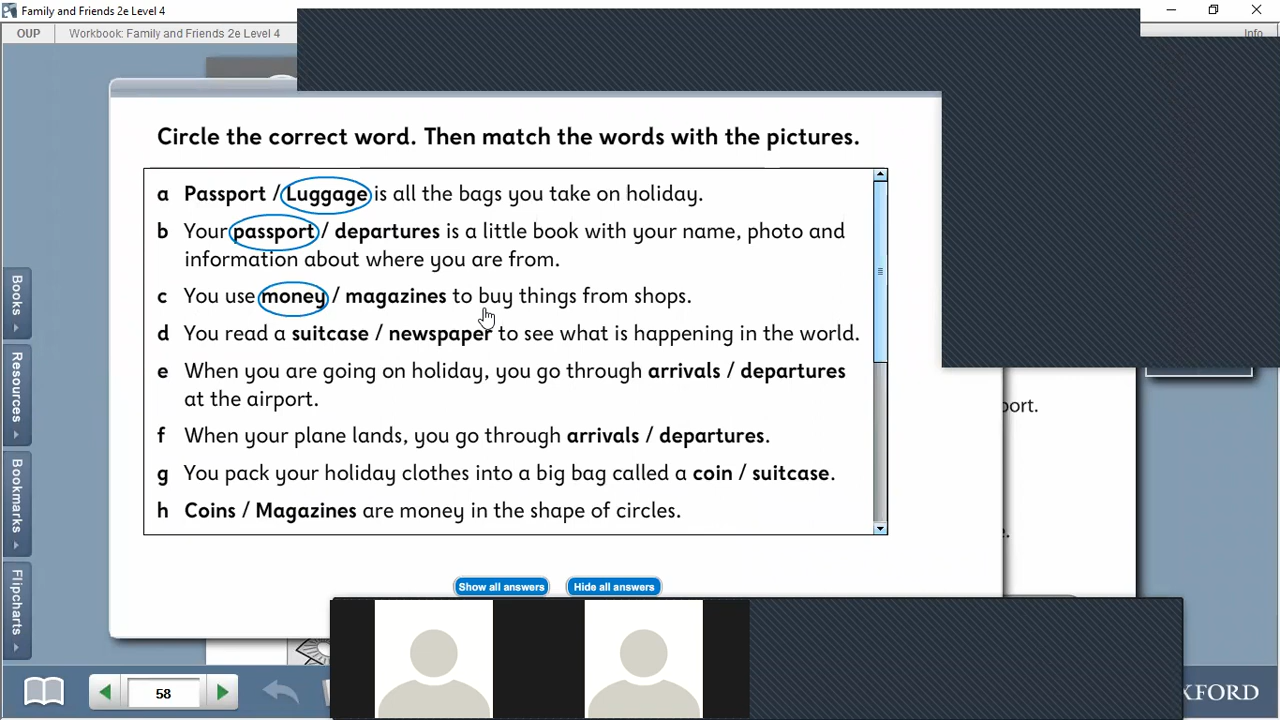 Family and Friends 2e Level 4
OUP Workbook: Family and Friends 2e Level 4 Info
Circle the correct word. Then match the words with the pictures.
a Passport / Luggage is all the bags you take on holiday.
b Your passport / departures is a little book with your name, photo and
information about where you are from.
c You use money / magazines to buy things from shops.
d You read a suitcase / newspaper to see what is happening in the world.
e When you are going on holiday, you go through arrivals / departures
at the airport.
f When your plane lands, you go through arrivals / departures.
g You pack your holiday clothes into a big bag called a coin / suitcase.
h Coins / Magazines are money in the shape of circles.
Show all answers Hide all answers
Books
Resources
Bookmarks
Flipcharts
port.
e.
58
XFORD